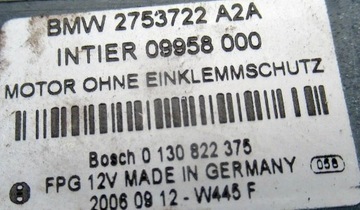 BMW 2753722 A2A
INTIER 09958 000
MOTOR OHNE EINKLEMMSCHUTZ
Bosch 0 130 822 375
FPG 12V MADE IN GERMANY 058
2006 09 12 - W445 F